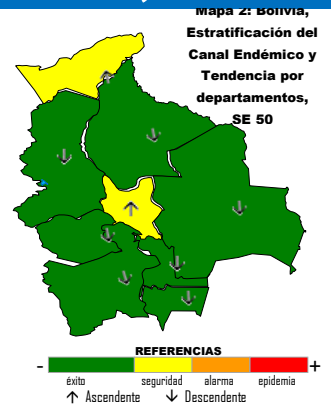 Mapa 2: Bolivia,
Estratificación del
Canal Endémico y
Tendencia por
departamentos,
SE 50
REFERENCIAS
- +
éxito seguridad alarma epidemia
↑ Ascendente ↓ Descendente